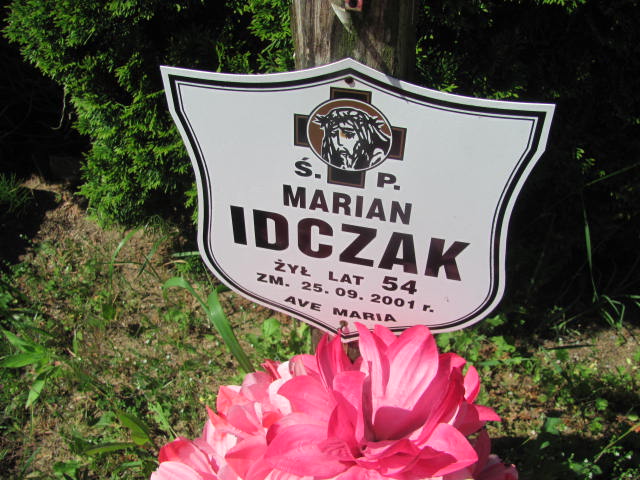 Ś. P.
MARIAN
IDCZAK
ŻYŁ LAT 54
ZM. 25. 09. 2001 r.
AVE MARIA